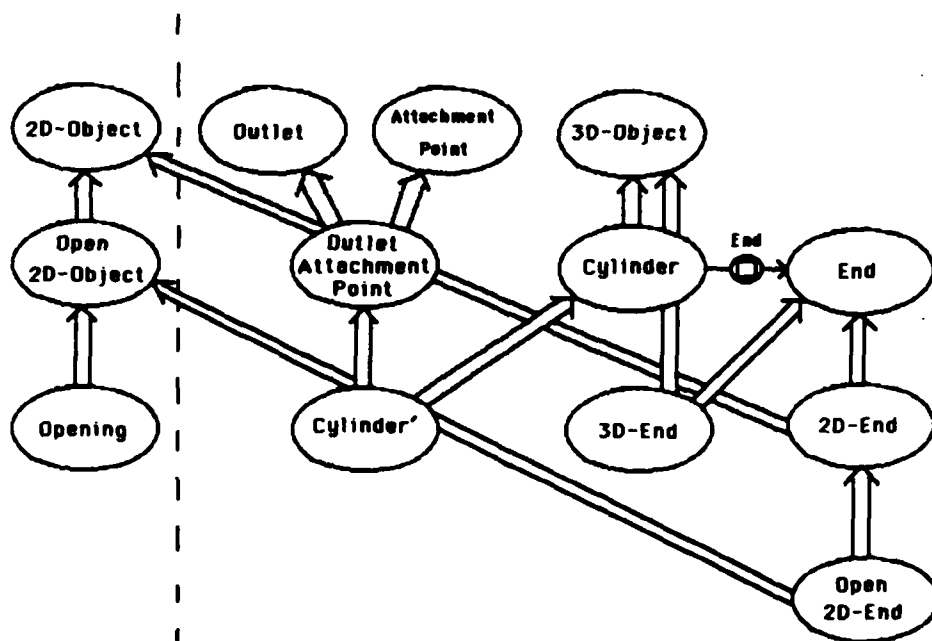 2D-Object
Outlet
Attachment
Point
3D-Object
Open
2D-Object
Outlet
Attachment
Point
Cylinder
End
End
Opening
Cylinder′
3D-End
2D-End
Open
2D-End